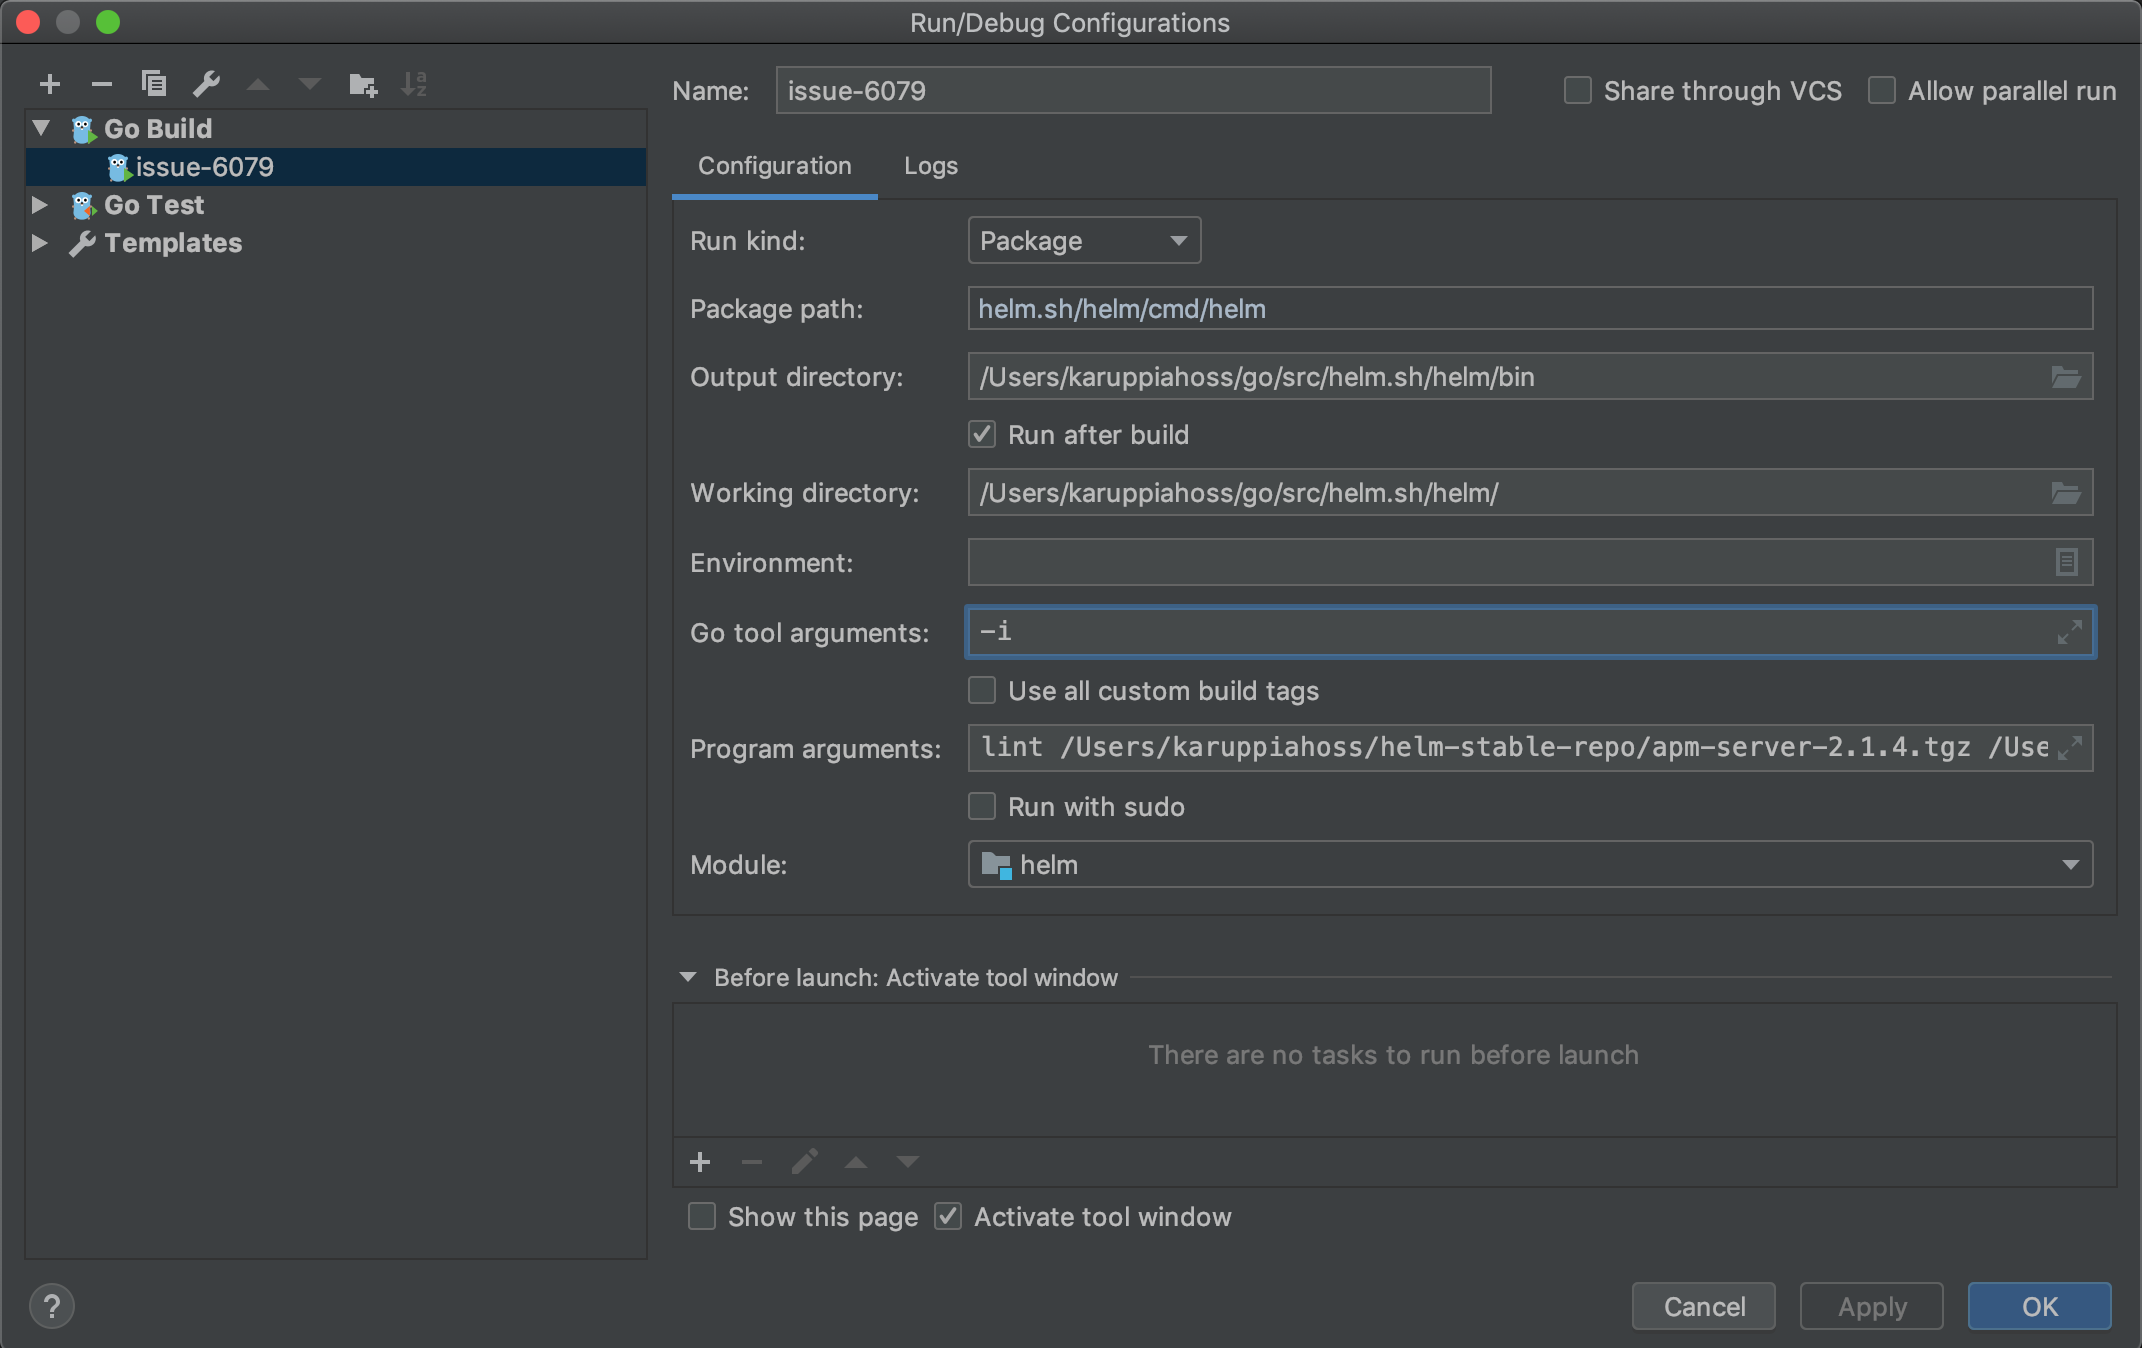 Run/Debug Configurations
Name: issue-6079 Share through VCS Allow parallel run
Go Build
issue-6079
Go Test
Templates
Configuration Logs
Run kind: Package
Package path: helm.sh/helm/cmd/helm
Output directory: /Users/karuppiahoss/go/src/helm.sh/helm/bin
Run after build
Working directory: /Users/karuppiahoss/go/src/helm.sh/helm/
Environment:
Go tool arguments: -i
Use all custom build tags
Program arguments: lint /Users/karuppiahoss/helm-stable-repo/apm-server-2.1.4.tgz /Use
Run with sudo
Module: helm
Before launch: Activate tool window
There are no tasks to run before launch
Show this page Activate tool window
? Cancel Apply OK